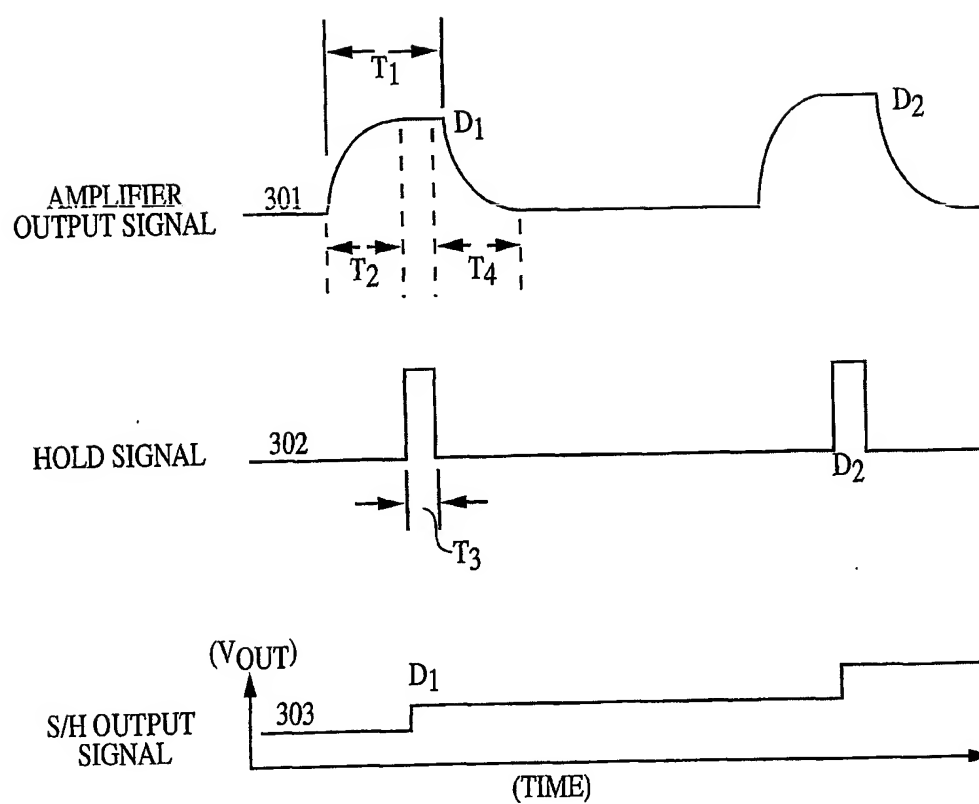 T1
D1
D2
AMPLIFIER
OUTPUT SIGNAL
301
T2
T4
HOLD SIGNAL
302
D2
T3
(VOUT)
D1
S/H OUTPUT
SIGNAL
303
(TIME)